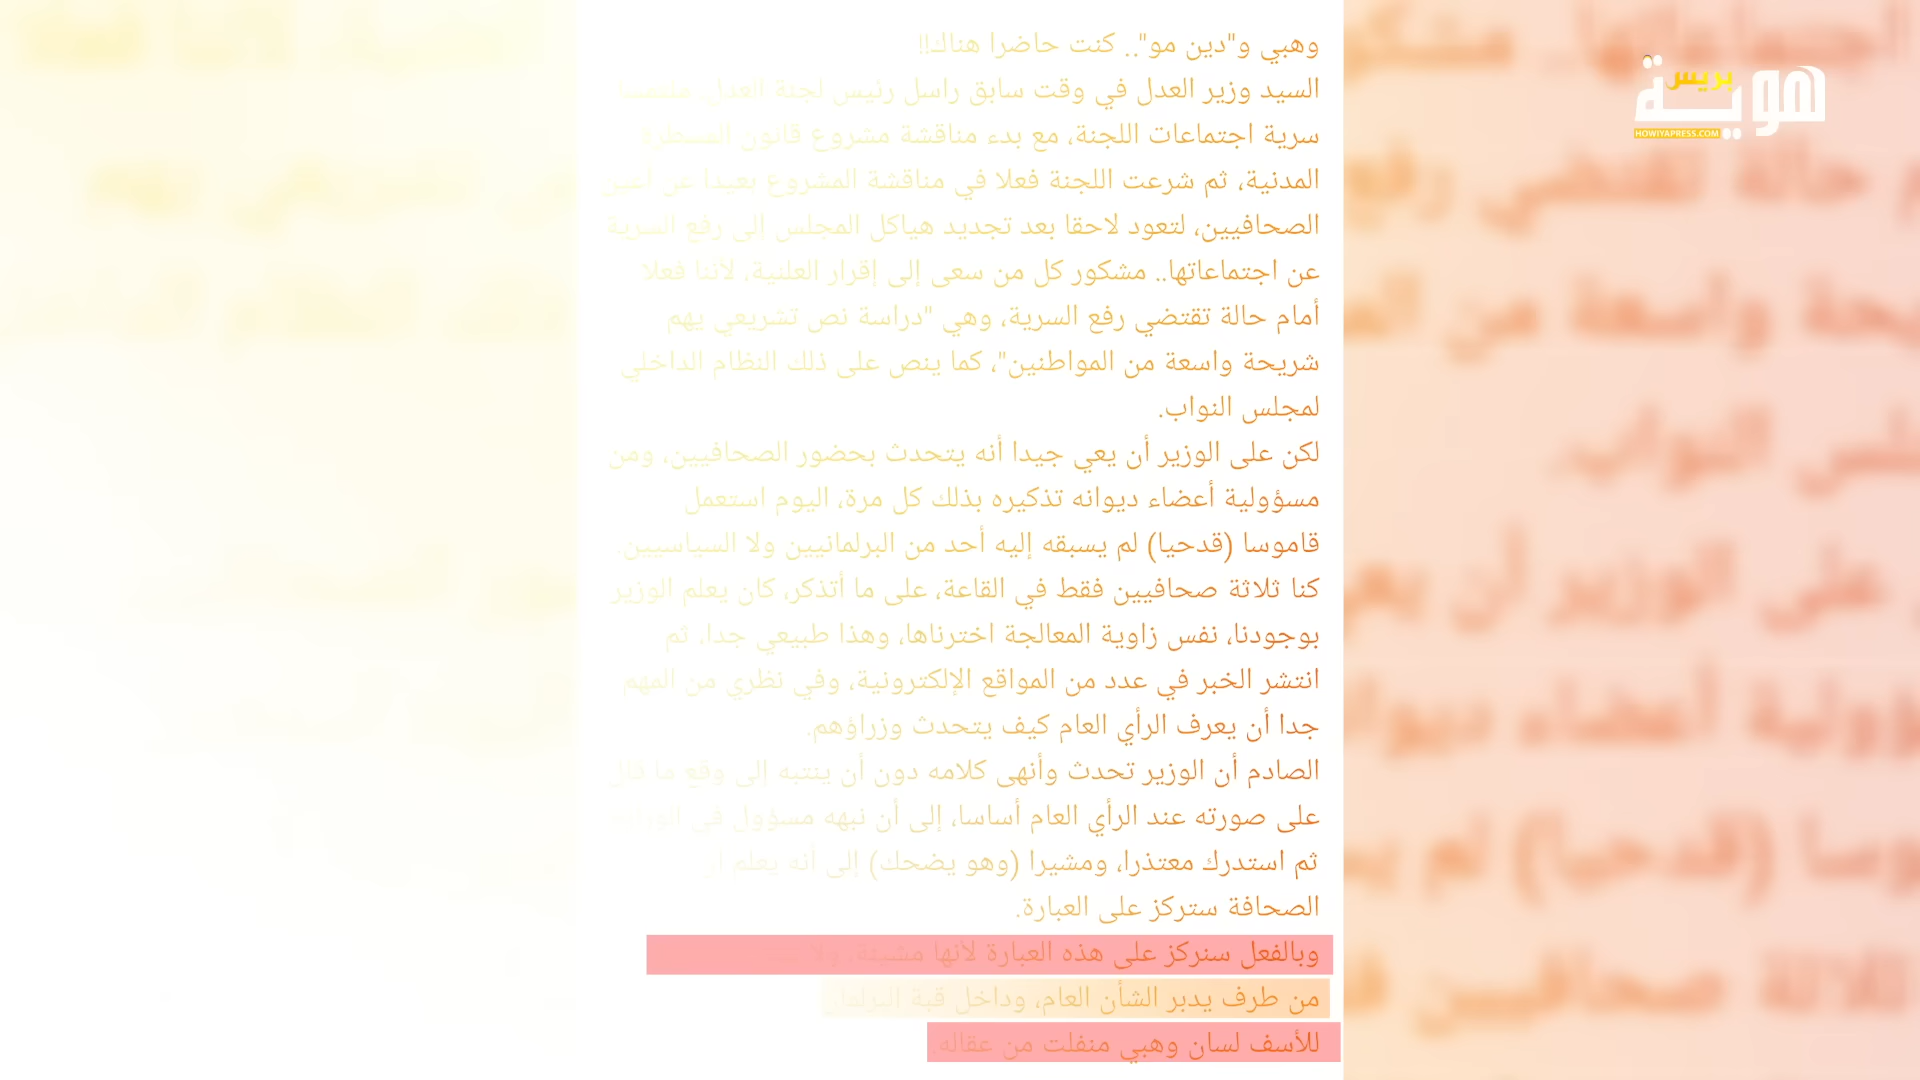 وهبي و"دين مو".. كنت حاضرا هناك!!
السيد وزير العدل في وقت سابق راسل رئيس لجنة العدل، ملتمسا
سرية اجتماعات اللجنة، مع بدء مناقشة مشروع قانون المسطرة
المدنية، ثم شرعت اللجنة فعلا في مناقشة المشروع بعيدا عن أعين
الصحافيين، لتعود لاحقا بعد تجديد هياكل المجلس إلى رفع السرية
عن اجتماعاتها.. مشكور كل من سعى إلى إقرار العلنية، لأننا فعلا
أمام حالة تقتضي رفع السرية، وهي "دراسة نص تشريعي يهم
شريحة واسعة من المواطنين"، كما ينص على ذلك النظام الداخلي
لمجلس النواب.
لكن على الوزير أن يعي جيدا أنه يتحدث بحضور الصحافيين، ومن
مسؤولية أعضاء ديوانه تذكيره بذلك كل مرة، اليوم استعمل
قاموسا (قدحيا) لم يسبقه إليه أحد من البرلمانيين ولا السياسيين.
كنا ثلاثة صحافيين فقط في القاعة، على ما أتذكر، كان يعلم الوزير
بوجودنا، نفس زاوية المعالجة اخترناها، وهذا طبيعي جدا، ثم
انتشر الخبر في عدد من المواقع الإلكترونية، وفي نظري من المهم
جدا أن يعرف الرأي العام كيف يتحدث وزراؤهم.
الصادم أن الوزير تحدث وأنهى كلامه دون أن ينتبه إلى وقع ما قال
على صورته عند الرأي العام أساسا، إلى أن نبهه مسؤول في الوزارة
ثم استدرك معتذرا، ومشيرا (وهو يضحك) إلى أنه يعلم أن
الصحافة ستركز على العبارة.
وبالفعل سنركز على هذه العبارة لأنها مشينة، ولا
من طرف يدبر الشأن العام، وداخل قبة البرلمان
للأسف لسان وهبي منفلت من عقاله.
هوية بريس
HOWIYAPRESS.COM